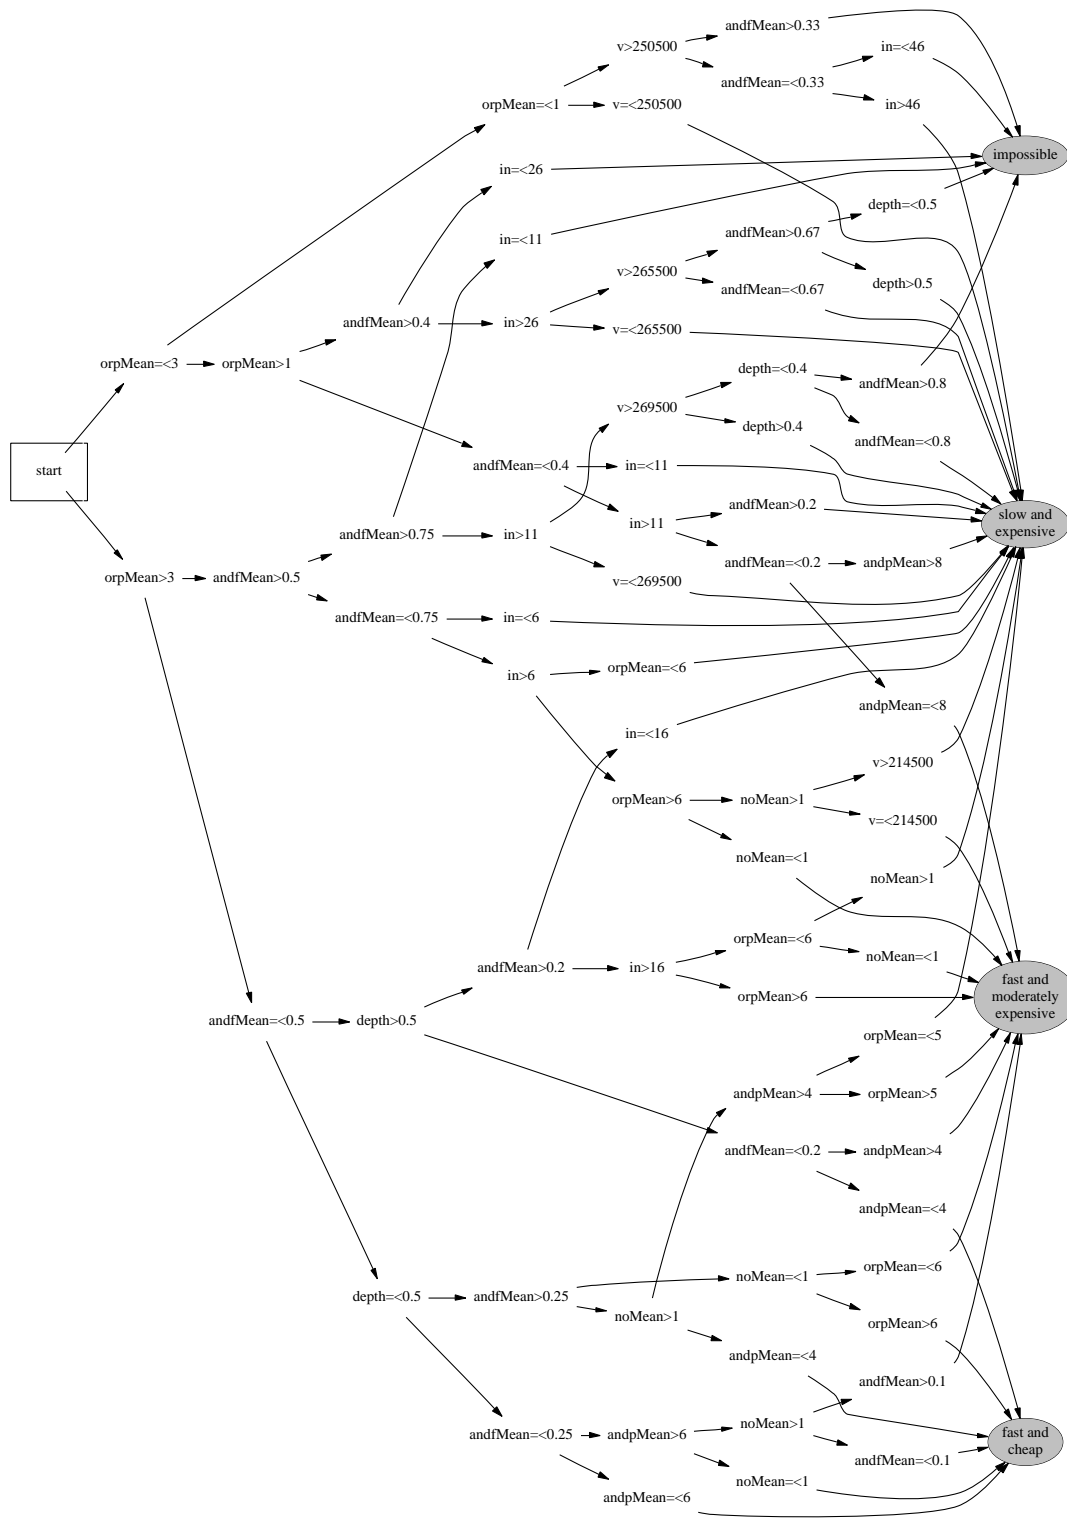 andfMean>0.33
v>250500
in=<46
andfMean=<0.33
orpMean=<1
v=<250500
in>46
impossible
in=<26
depth=<0.5
andfMean>0.67
in=<11
v>265500
depth>0.5
andfMean=<0.67
andfMean>0.4
in>26
v=<265500
orpMean=<3
orpMean>1
depth=<0.4
andfMean>0.8
v>269500
depth>0.4
andfMean=<0.8
start
andfMean=<0.4
in=<11
andfMean>0.2
slow and
expensive
in>11
andfMean>0.75
in>11
andfMean=<0.2
andpMean>8
orpMean>3
andfMean>0.5
v=<269500
andfMean=<0.75
in=<6
orpMean=<6
in>6
andpMean=<8
in=<16
v>214500
orpMean>6
noMean>1
v=<214500
noMean=<1
noMean>1
orpMean=<6
noMean=<1
andfMean>0.2
in>16
fast and
moderately
expensive
orpMean>6
andfMean=<0.5
depth>0.5
orpMean=<5
andpMean>4
orpMean>5
andfMean=<0.2
andpMean>4
andpMean=<4
orpMean=<6
noMean=<1
depth=<0.5
andfMean>0.25
noMean>1
orpMean>6
andpMean=<4
andfMean>0.1
noMean>1
andfMean=<0.25
andpMean>6
fast and
cheap
andfMean=<0.1
noMean=<1
andpMean=<6